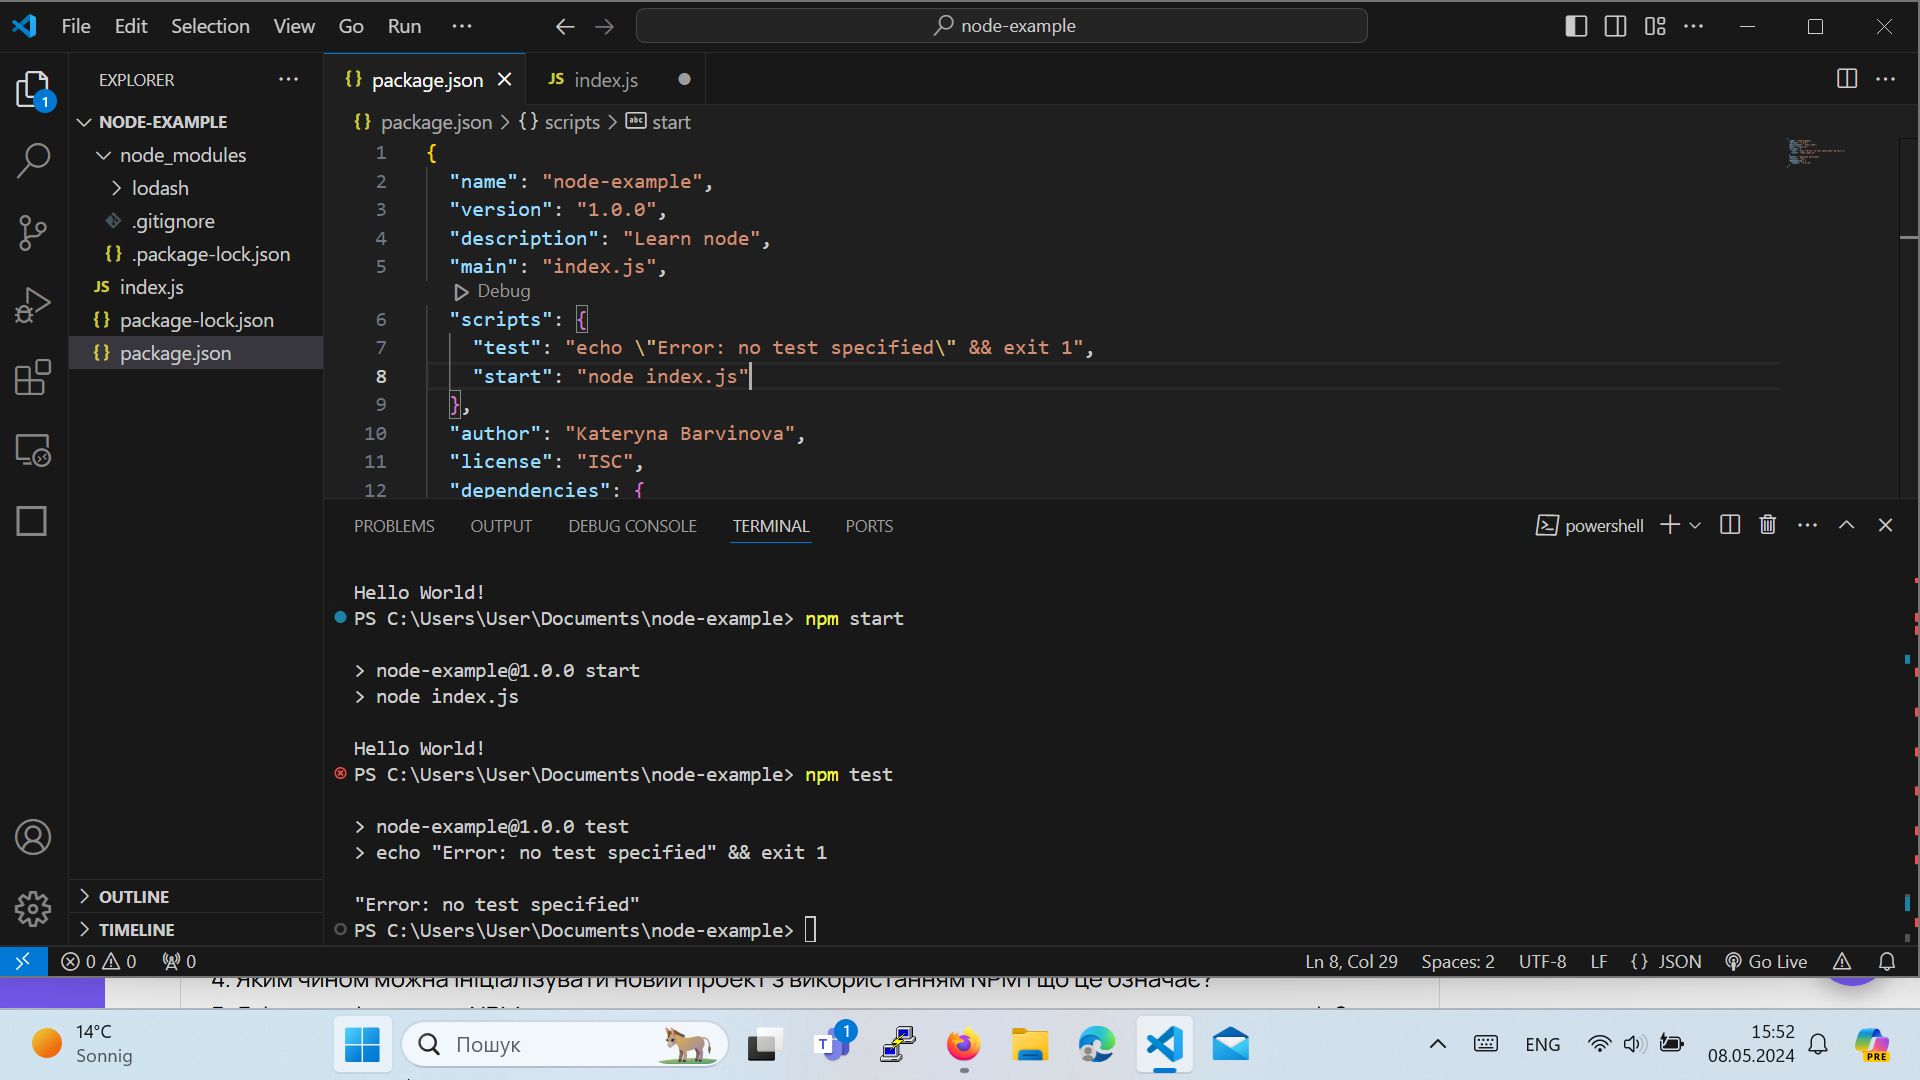 File Edit Selection View Go Run ··· node-example
EXPLORER ···
NODE-EXAMPLE
node_modules
lodash
.gitignore
{} .package-lock.json
JS index.js
{} package-lock.json
{} package.json
OUTLINE
TIMELINE
1
{} package.json JS index.js
{} package.json > {} scripts > abc start
1 {
2 "name": "node-example",
3 "version": "1.0.0",
4 "description": "Learn node",
5 "main": "index.js",
Debug
6 "scripts": {
7 "test": "echo \"Error: no test specified\" && exit 1",
8 "start": "node index.js"
9 },
10 "author": "Kateryna Barvinova",
11 "license": "ISC",
12 "dependencies": {
PROBLEMS OUTPUT DEBUG CONSOLE TERMINAL PORTS powershell
Hello World!
PS C:\Users\User\Documents\node-example> npm start
> node-example@1.0.0 start
> node index.js
Hello World!
PS C:\Users\User\Documents\node-example> npm test
> node-example@1.0.0 test
> echo "Error: no test specified" && exit 1
"Error: no test specified"
PS C:\Users\User\Documents\node-example>
0 0 0 Ln 8, Col 29 Spaces: 2 UTF-8 LF {} JSON Go Live
4. Яким чином можна ініціалізувати новий проект з використанням NPM і що це означає?
14°C
Sonnig
Пошук
T 1
ENG
15:52
08.05.2024
PRE